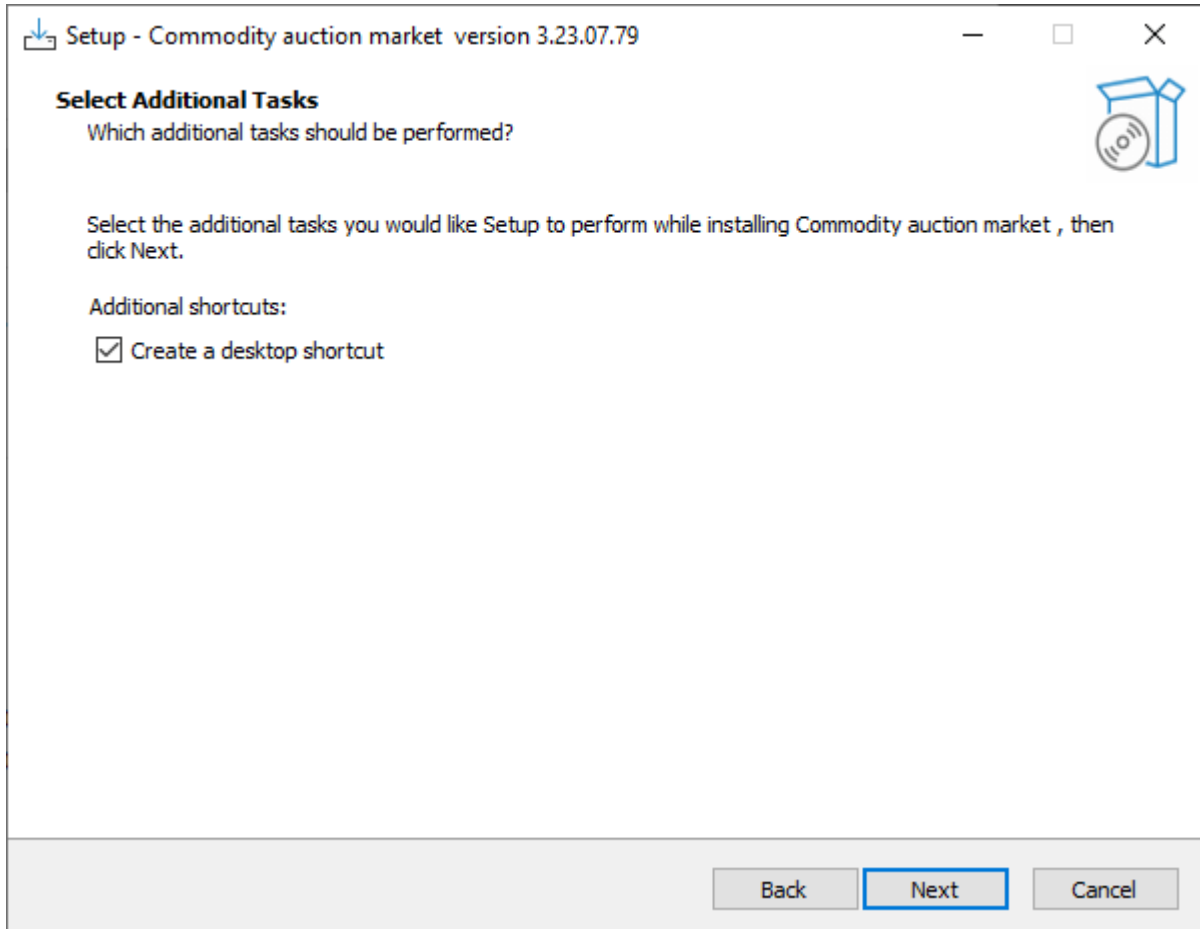 Setup - Commodity auction market  version 3.23.07.79
Select Additional Tasks
Which additional tasks should be performed?
Select the additional tasks you would like Setup to perform while installing Commodity auction market , then
click Next.
Additional shortcuts:
Create a desktop shortcut
Back
Next
Cancel